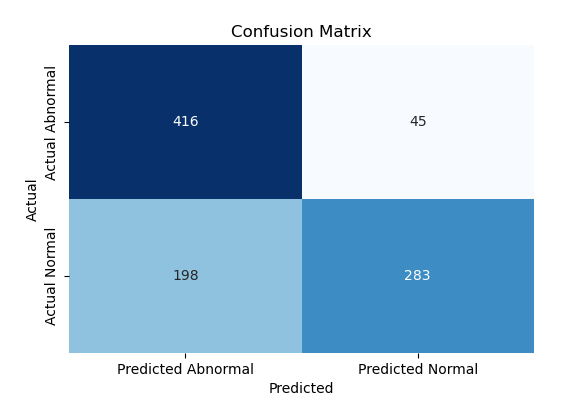 Confusion Matrix
Actual
Actual Abnormal
416
45
Actual Normal
198
283
Predicted Abnormal
Predicted Normal
Predicted